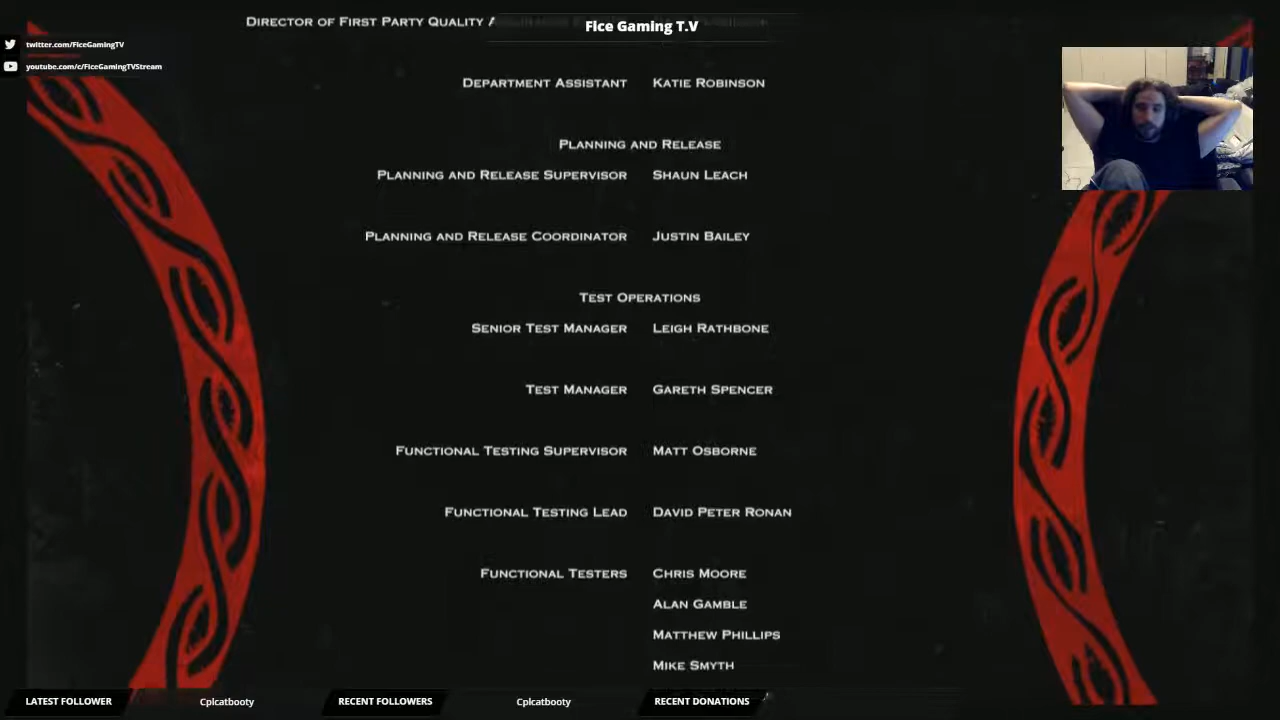 Director of First Party Quality
Fice Gaming T.V
twitter.com/FiceGamingTV
youtube.com/c/FiceGamingTVStream
Department Assistant Katie Robinson
Planning and Release
Planning and Release Supervisor Shaun Leach
Planning and Release Coordinator Justin Bailey
Test Operations
Senior Test Manager Leigh Rathbone
Test Manager Gareth Spencer
Functional Testing Supervisor Matt Osborne
Functional Testing Lead David Peter Ronan
Functional Testers Chris Moore
Alan Gamble
Matthew Phillips
Mike Smyth
LATEST FOLLOWER Cplcatbooty RECENT FOLLOWERS Cplcatbooty RECENT DONATIONS